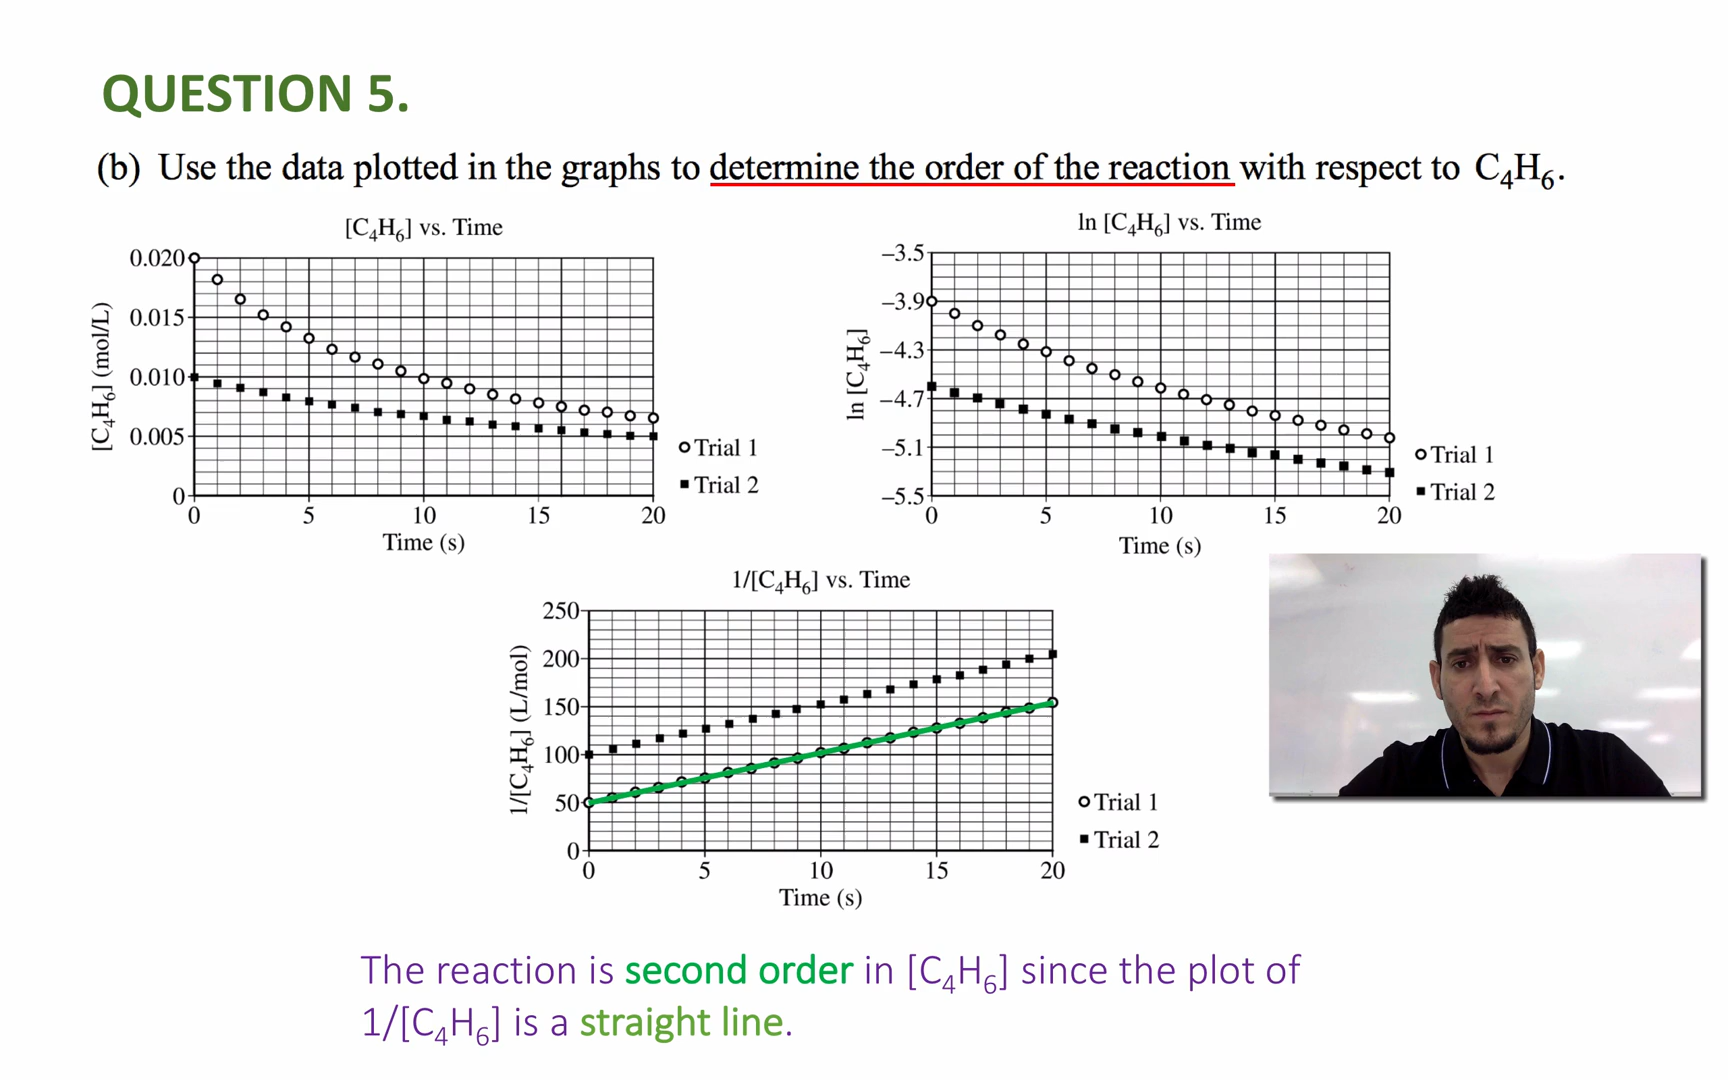 QUESTION 5.
(b) Use the data plotted in the graphs to determine the order of the reaction with respect to C₄H₆.
[C₄H₆] vs. Time
[C₄H₆] (mol/L)
0.020
0.015
0.010
0.005
0
0 5 10 15 20
Time (s)
Trial 1
Trial 2
ln [C₄H₆] vs. Time
ln [C₄H₆]
–3.5
–3.9
–4.3
–4.7
–5.1
–5.5
0 5 10 15 20
Time (s)
Trial 1
Trial 2
1/[C₄H₆] vs. Time
1/[C₄H₆] (L/mol)
250
200
150
100
50
0
0 5 10 15 20
Time (s)
Trial 1
Trial 2
The reaction is second order in [C₄H₆] since the plot of
1/[C₄H₆] is a straight line.